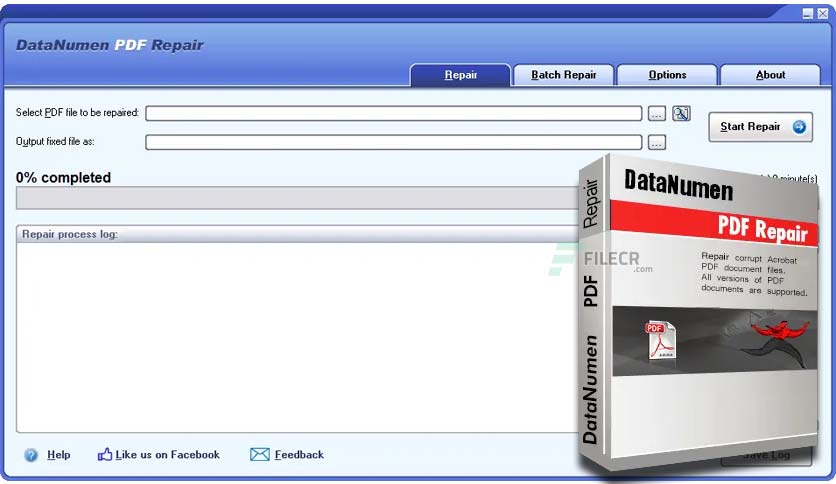 DataNumen PDF Repair
Repair
Batch Repair
Options
About
Select PDF file to be repaired:
...
Start Repair
Output fixed file as:
...
0% completed
0 minute(s)
Repair process log:
FILECR
.com
DataNumen
PDF Repair
Repair corrupt Acrobat
PDF document files.
All versions of PDF
documents are supported.
PDF
Adobe
DataNumen PDF Repair
Help
Like us on Facebook
Feedback
Save Log